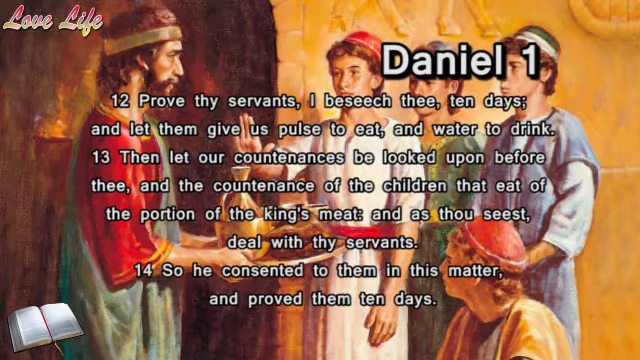 Love Life
Daniel 1
12 Prove thy servants, I beseech thee, ten days;
and let them give us pulse to eat, and water to drink.
13 Then let our countenances be looked upon before
thee, and the countenance of the children that eat of
the portion of the king's meat: and as thou seest,
deal with thy servants.
14 So he consented to them in this matter,
and proved them ten days.